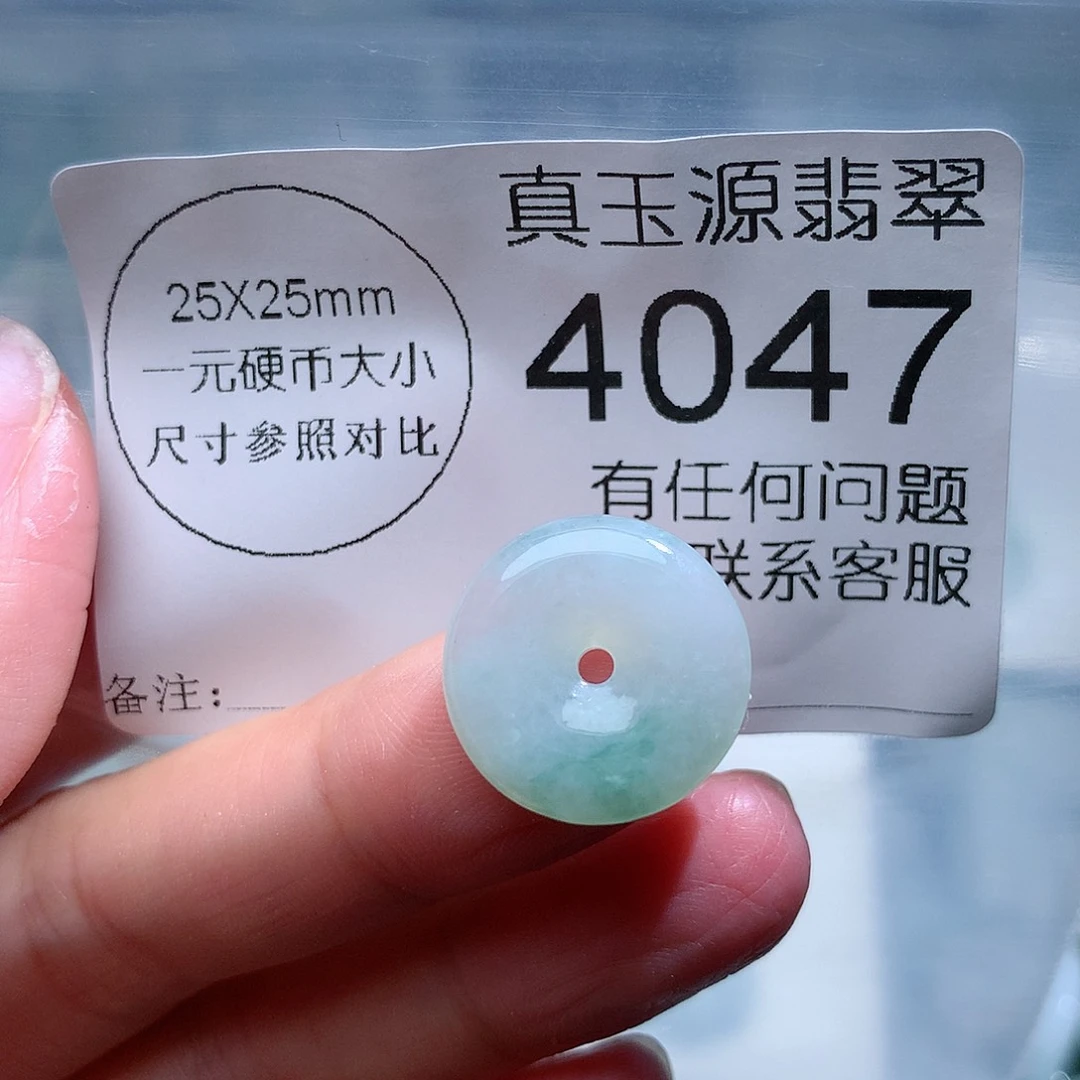 25X25mm
一元硬币大小
尺寸参照对比
真玉源翡翠
4047
有任何问题
联系客服
备注: